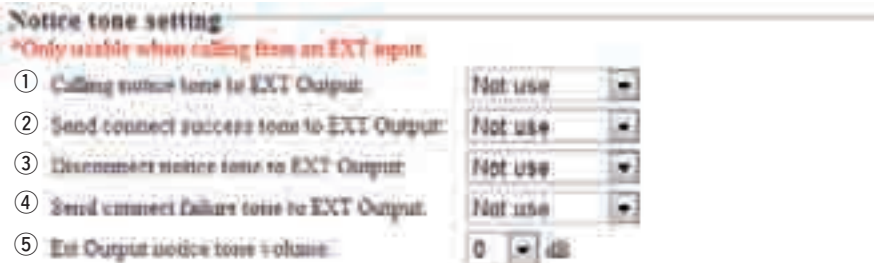 Notice tone setting
*Only usable when calling from an EXT input.
① Calling notice tone to EXT Output: Not use
② Send connect success tone to EXT Output: Not use
③ Disconnect notice tone to EXT Output: Not use
④ Send connect failure tone to EXT Output: Not use
⑤ Ext Output notice tone volume: 0 dB